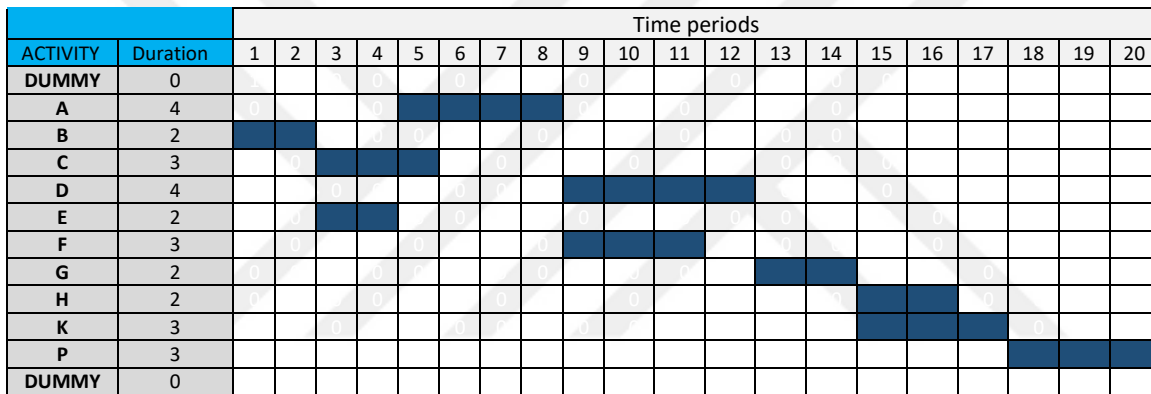 Time periods
ACTIVITY Duration 1 2 3 4 5 6 7 8 9 10 11 12 13 14 15 16 17 18 19 20
DUMMY 0
A 4
B 2
C 3
D 4
E 2
F 3
G 2
H 2
K 3
P 3
DUMMY 0